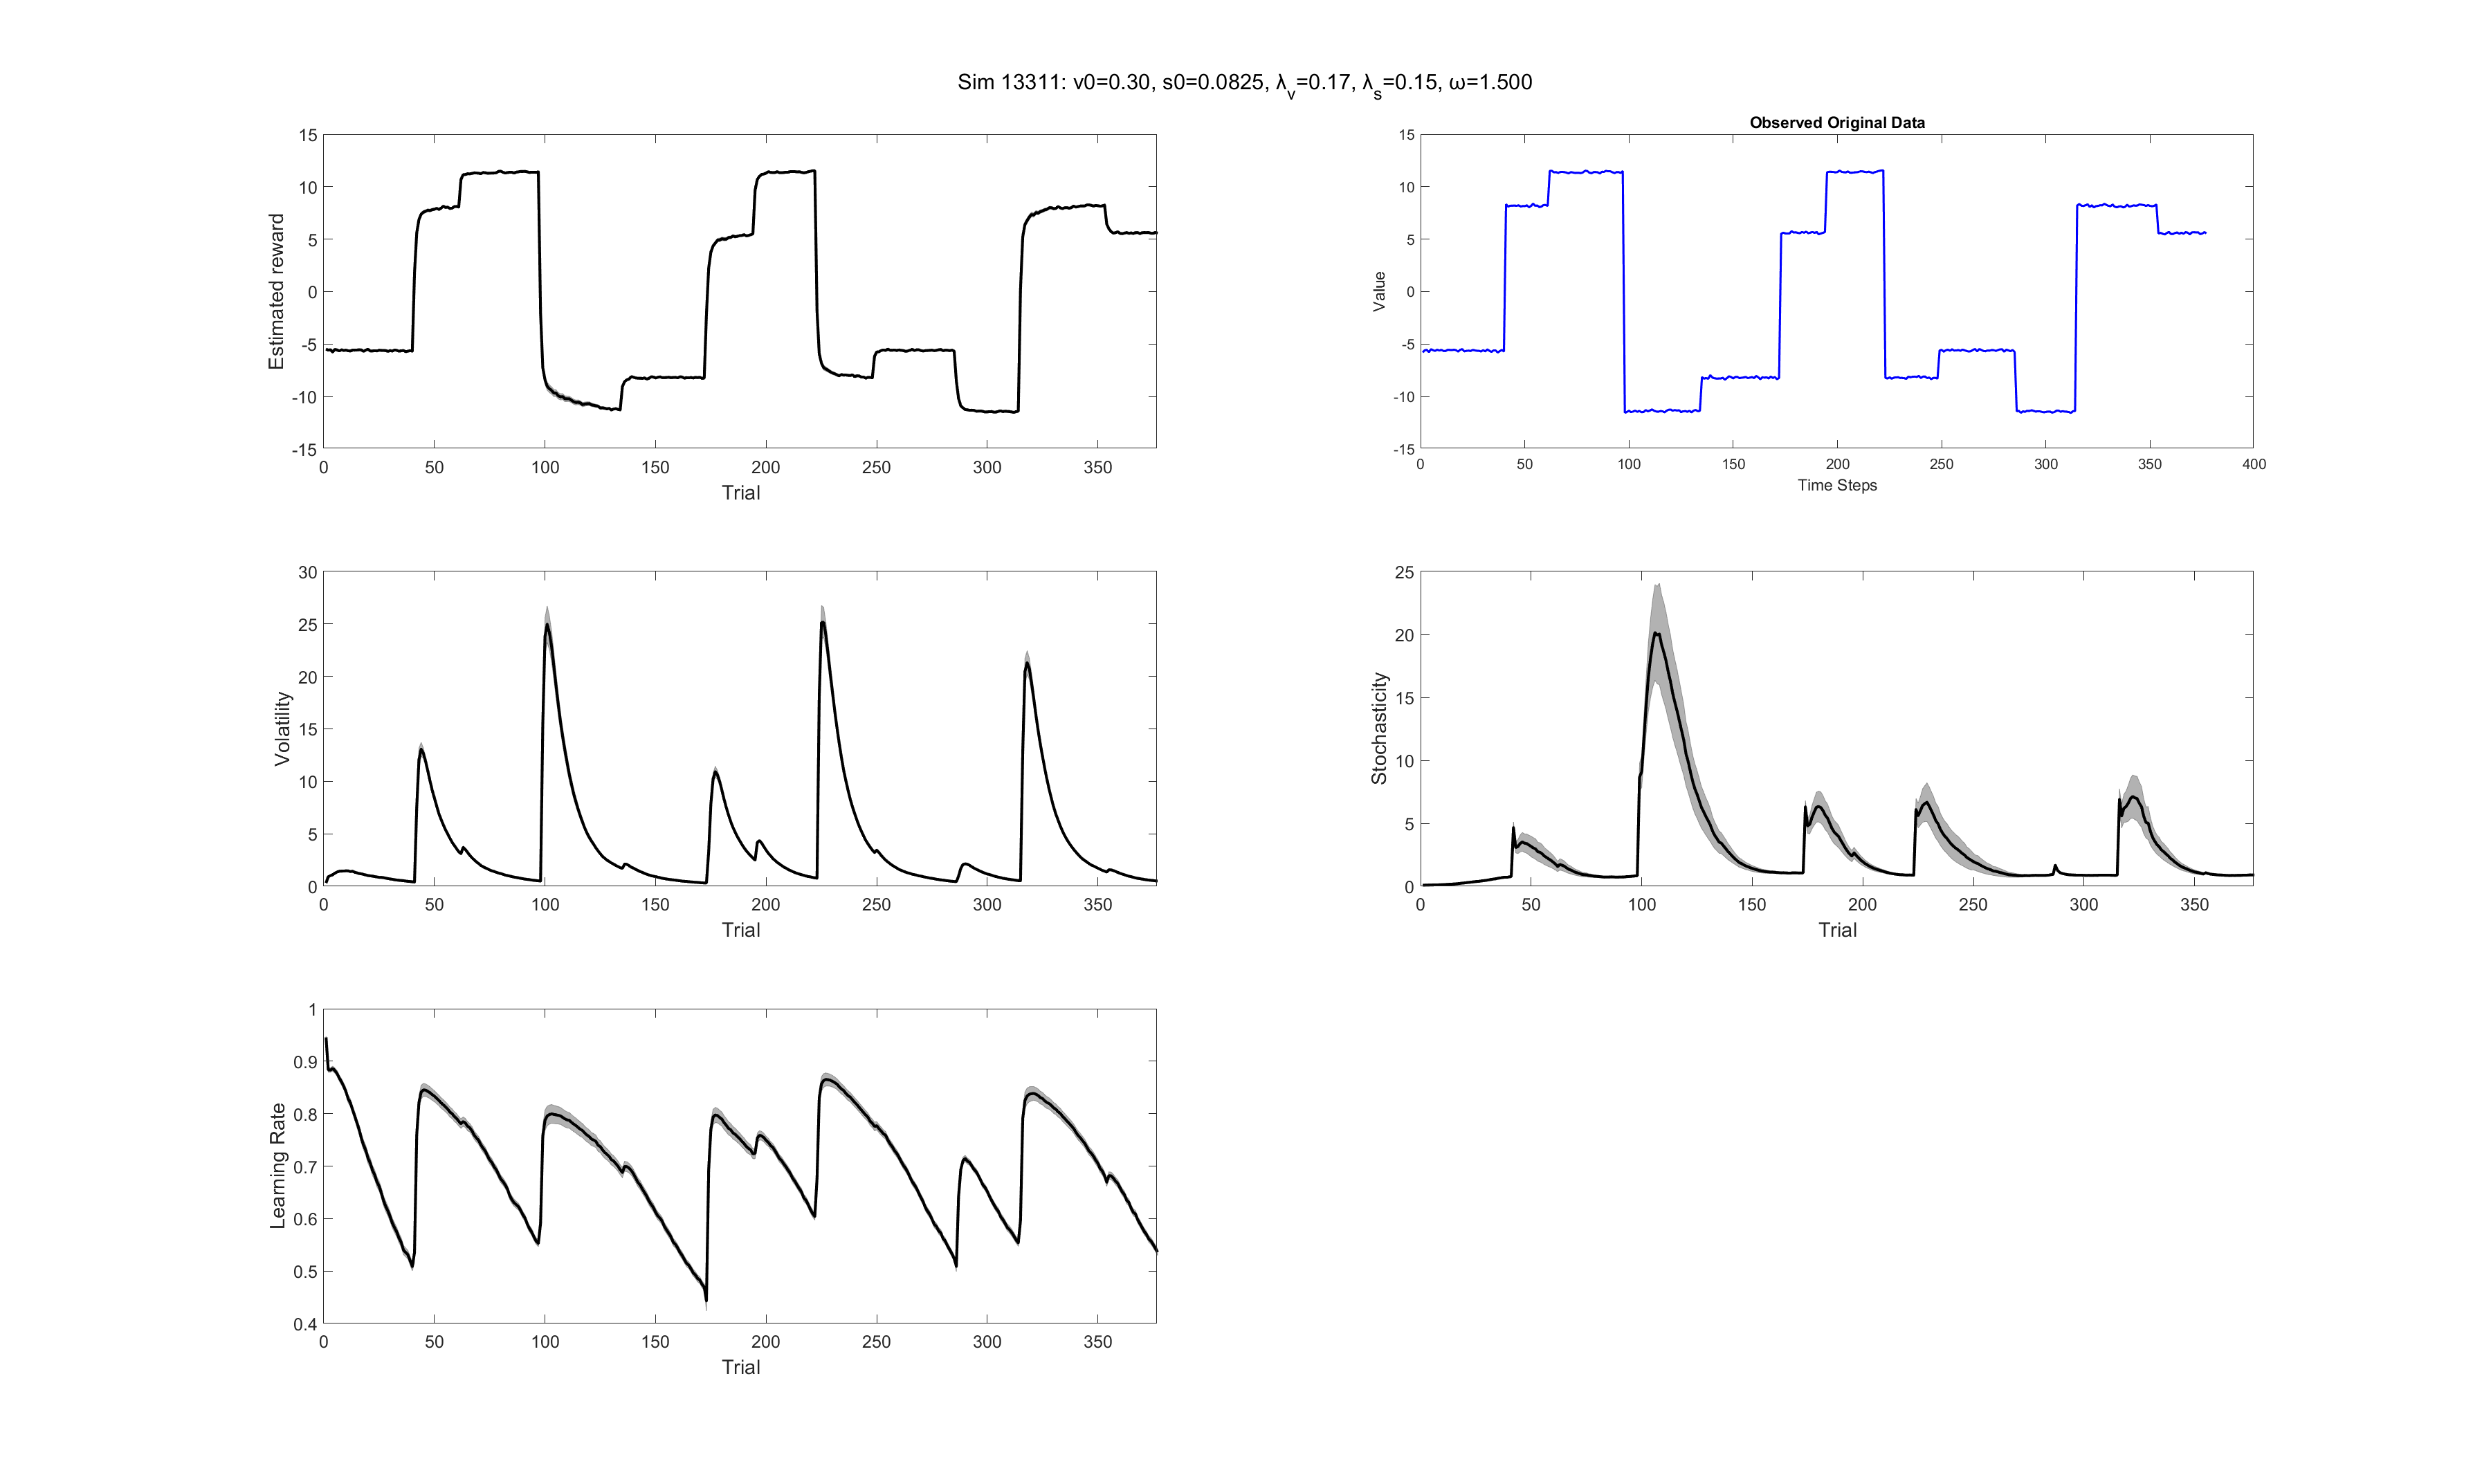 Sim 13311: v0=0.30, s0=0.0825, λv=0.17, λs=0.15, ω=1.500
15
10
5
0
-5
-10
-15
Estimated reward
0 50 100 150 200 250 300 350
Trial
Observed Original Data
15
10
5
0
-5
-10
-15
Value
0 50 100 150 200 250 300 350 400
Time Steps
30
25
20
15
10
5
0
Volatility
0 50 100 150 200 250 300 350
Trial
25
20
15
10
5
0
Stochasticity
0 50 100 150 200 250 300 350
Trial
1
0.9
0.8
0.7
0.6
0.5
0.4
Learning Rate
0 50 100 150 200 250 300 350
Trial